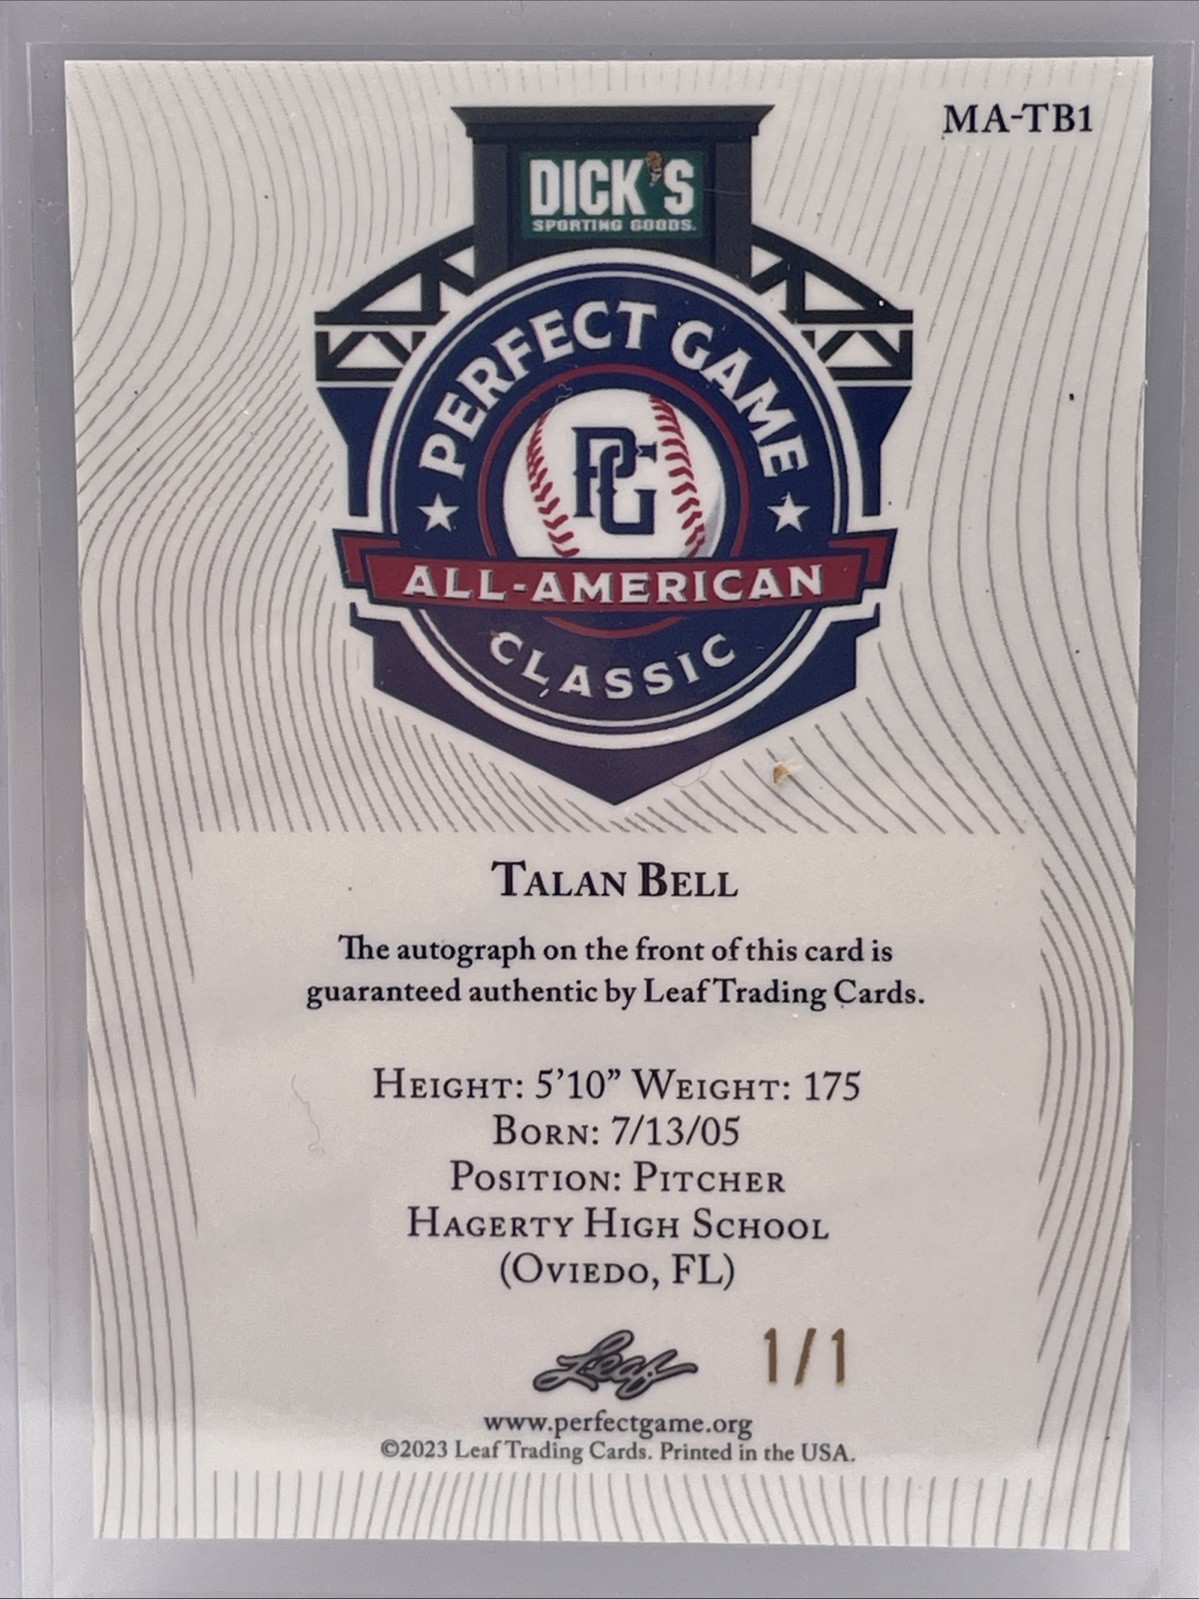 MA-TB1
DICK'S
SPORTING GOODS.
PERFECT GAME
PG
ALL-AMERICAN
CLASSIC
TALAN BELL
The autograph on the front of this card is
guaranteed authentic by Leaf Trading Cards.
HEIGHT: 5'10” WEIGHT: 175
BORN: 7/13/05
POSITION: PITCHER
HAGERTY HIGH SCHOOL
(OVIEDO, FL)
Leaf 1/1
www.perfectgame.org
©2023 Leaf Trading Cards. Printed in the USA.